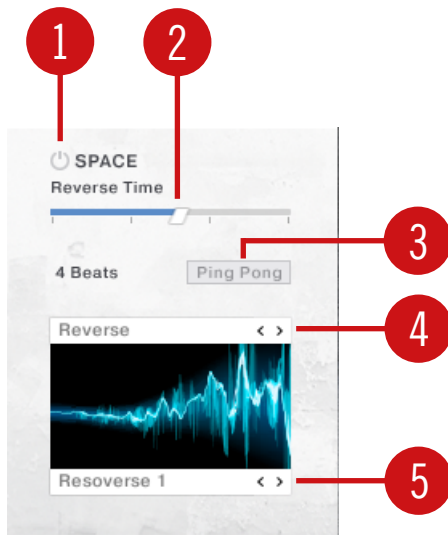 1 2
SPACE
Reverse Time
3
4 Beats Ping Pong
4
Reverse < >
Resoverse 1 < >
5